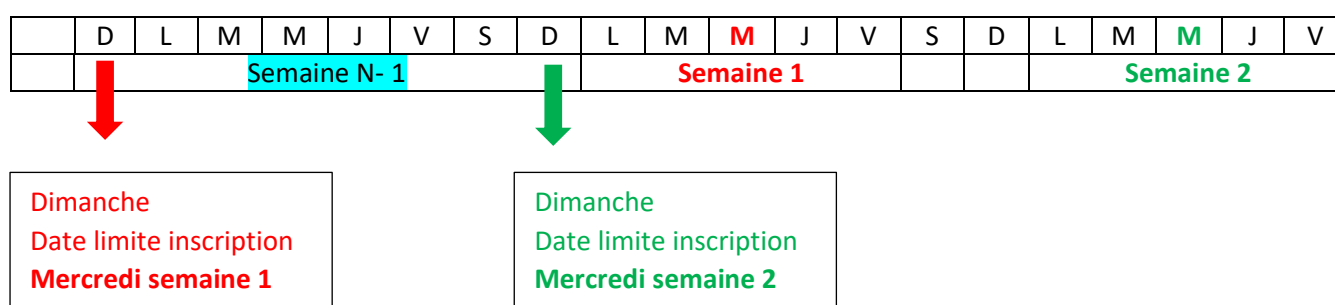 D L M M J V S D L M M J V S D L M M J V
Semaine N- 1 Semaine 1 Semaine 2
Dimanche
Date limite inscription
Mercredi semaine 1
Dimanche
Date limite inscription
Mercredi semaine 2